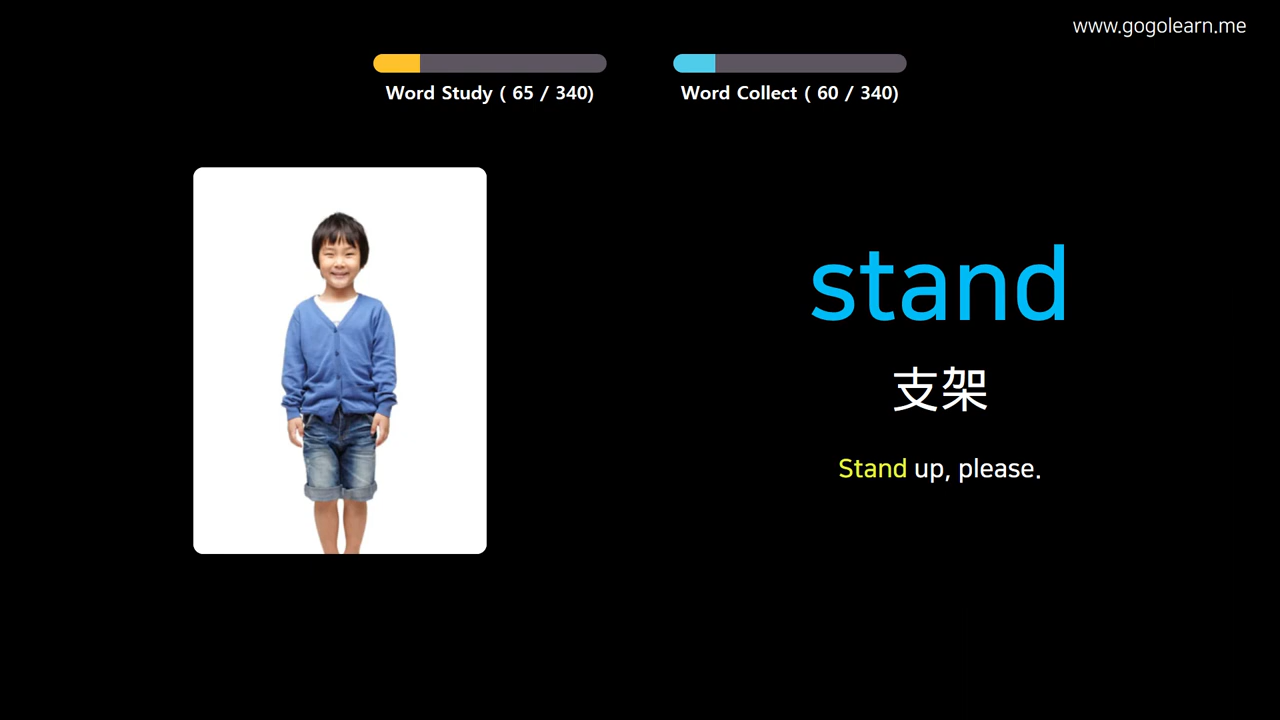 www.gogolearn.me
Word Study ( 65 / 340)
Word Collect ( 60 / 340)
stand
支架
Stand up, please.